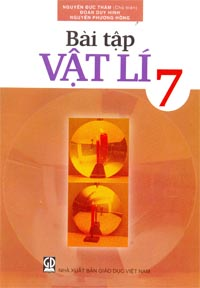 NGUYỄN ĐỨC THÂM (Chủ biên)
ĐOÀN DUY HINH
NGUYỄN PHƯƠNG HỒNG
Bài tập
VẬT LÍ
7
GD
NHÀ XUẤT BẢN GIÁO DỤC VIỆT NAM